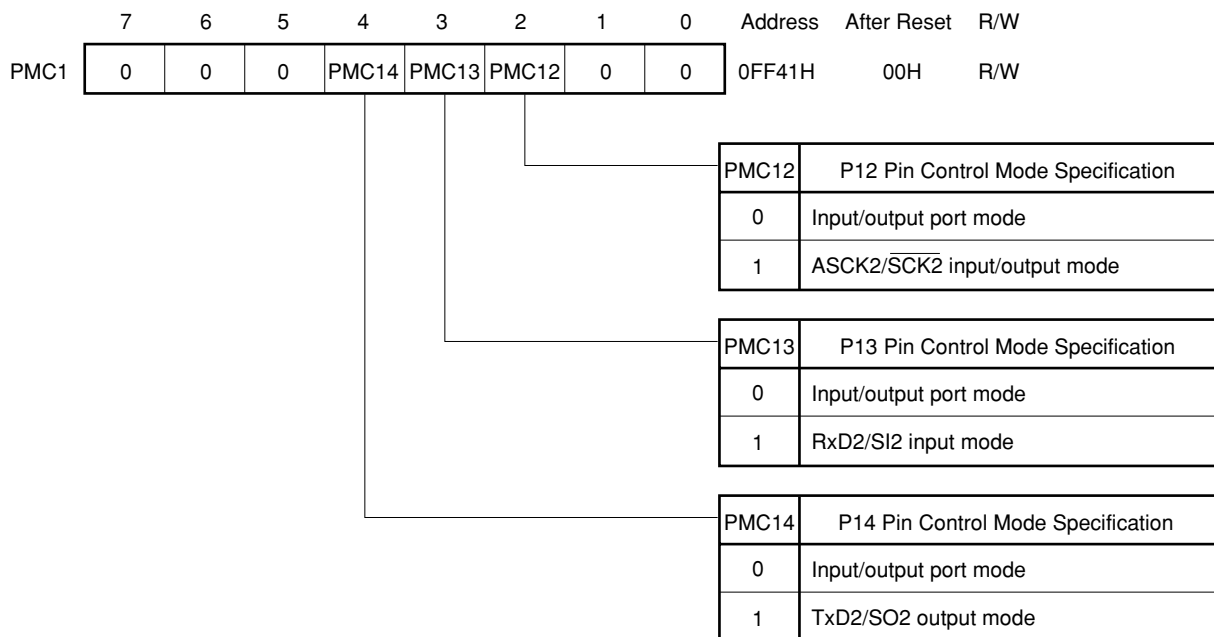 7 6 5 4 3 2 1 0 Address After Reset R/W
PMC1 0 0 0 PMC14 PMC13 PMC12 0 0 0FF41H 00H R/W
PMC12 P12 Pin Control Mode Specification
0 Input/output port mode
1 ASCK2/S̅C̅K̅2̅ input/output mode
PMC13 P13 Pin Control Mode Specification
0 Input/output port mode
1 RxD2/SI2 input mode
PMC14 P14 Pin Control Mode Specification
0 Input/output port mode
1 TxD2/SO2 output mode